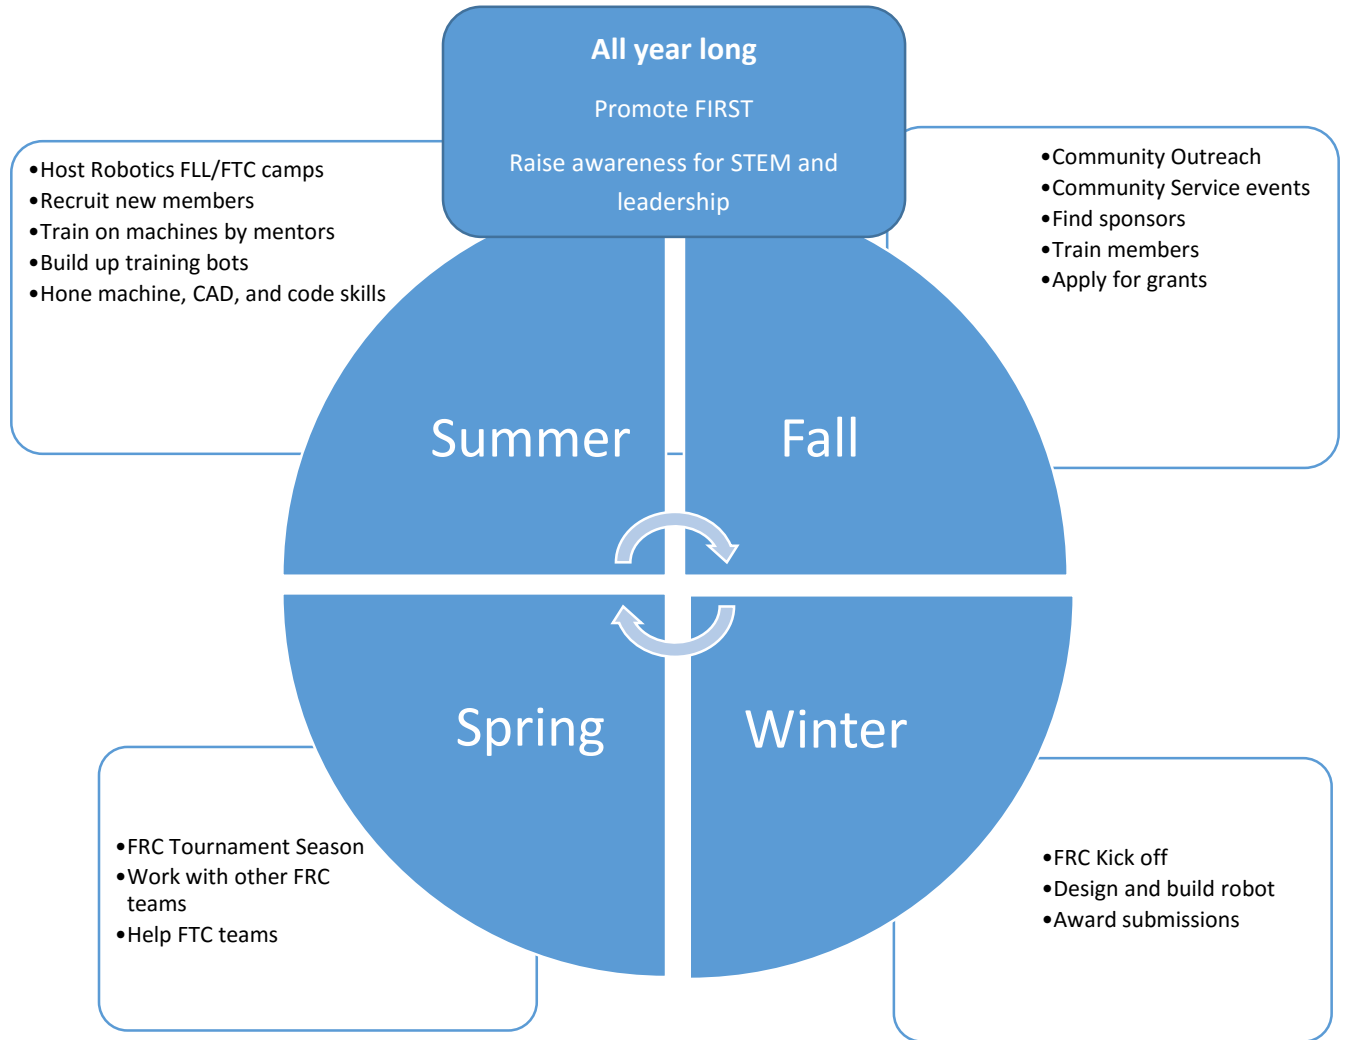 All year long
Promote FIRST
Raise awareness for STEM and
leadership
•Host Robotics FLL/FTC camps
•Recruit new members
•Train on machines by mentors
•Build up training bots
•Hone machine, CAD, and code skills
•Community Outreach
•Community Service events
•Find sponsors
•Train members
•Apply for grants
Summer
Fall
Spring
Winter
•FRC Tournament Season
•Work with other FRC
teams
•Help FTC teams
•FRC Kick off
•Design and build robot
•Award submissions